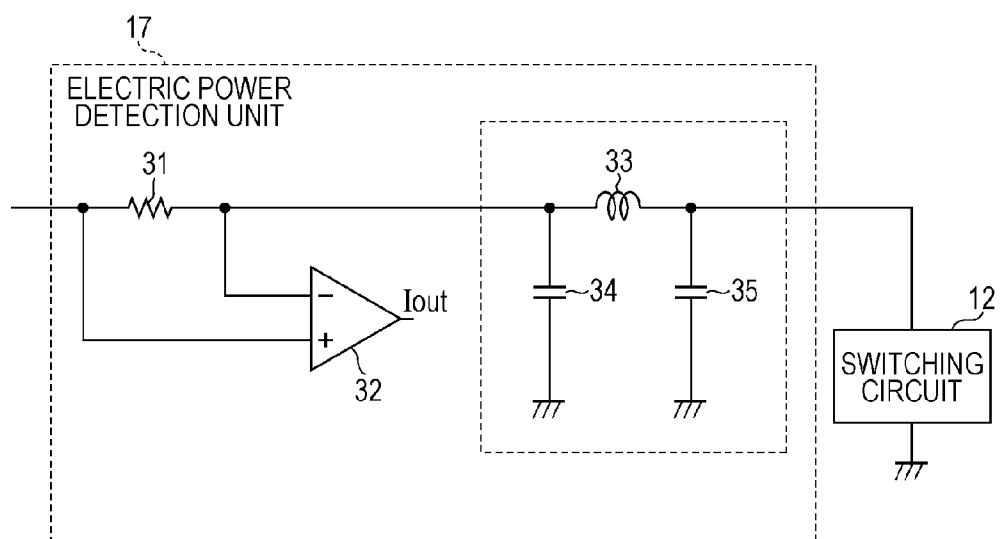 17
ELECTRIC POWER
DETECTION UNIT
31
33
34
35
Iout
32
12
SWITCHING
CIRCUIT